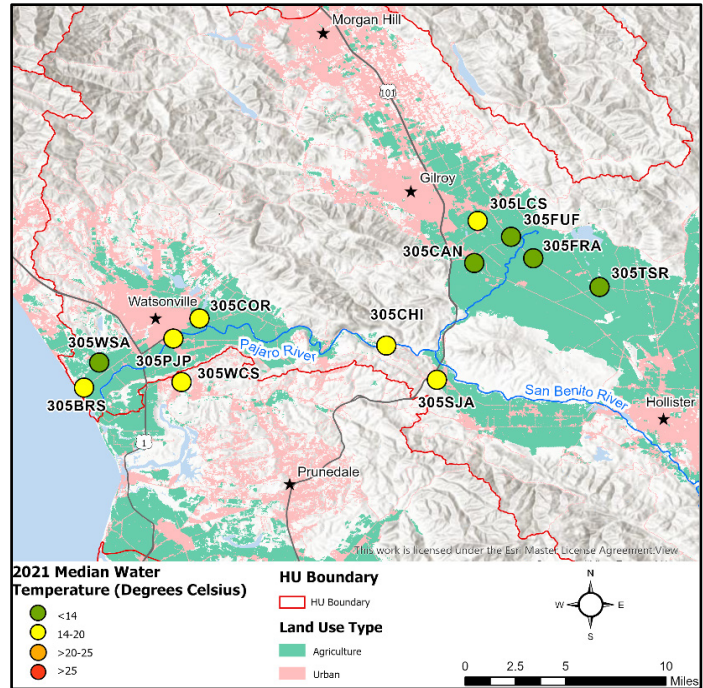 Morgan Hill
101
Gilroy
305LCS
305FUF
305CAN
305FRA
305TSR
305COR
Watsonville
305CHI
305WSA
305PJP
Pajaro River
305WCS
305BRS
305SJA
San Benito River
Hollister
1
Prunedale
This work is licensed under the Esri Master License Agreement.View
2021 Median Water
Temperature (Degrees Celsius)
<14
14-20
>20-25
>25
HU Boundary
HU Boundary
Land Use Type
Agriculture
Urban
N
W E
S
0 2.5 5 10
Miles